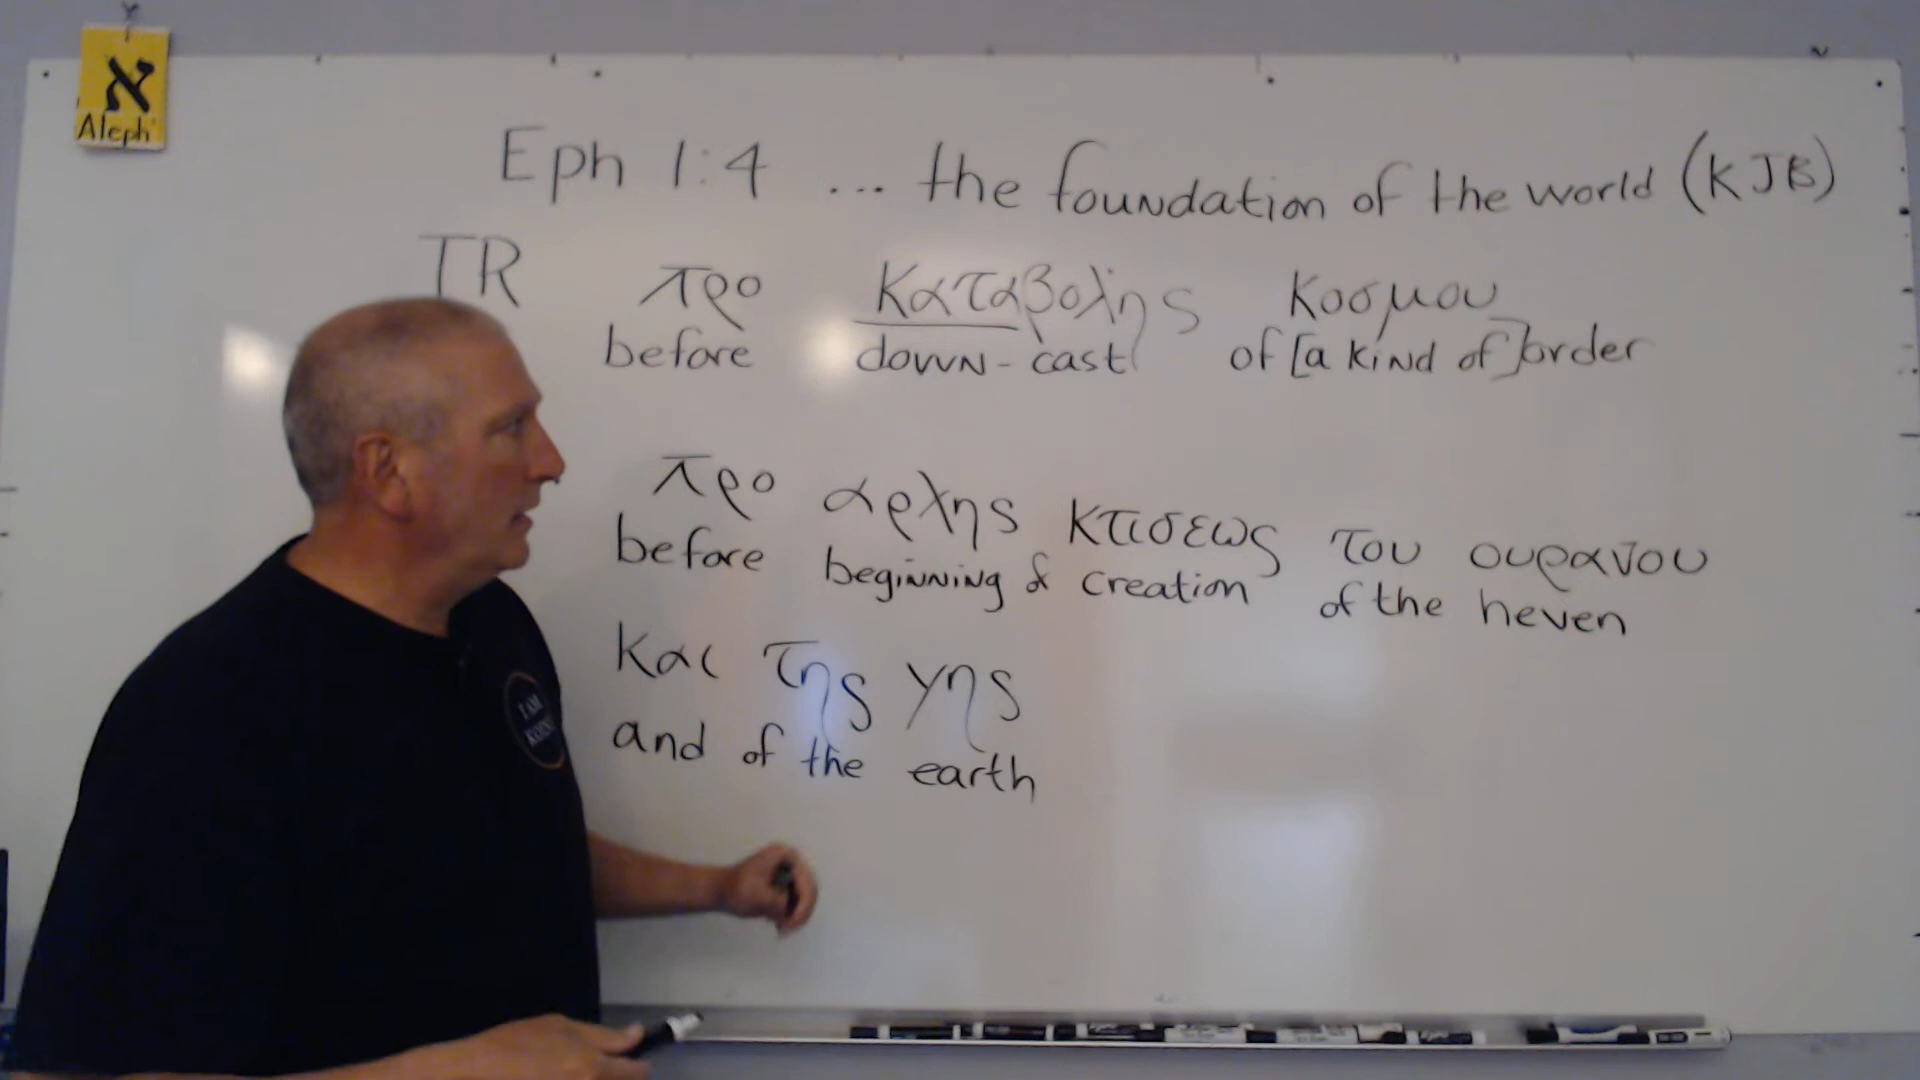 א
Aleph
Eph 1:4 ... the foundation of the world (KJB)
TR προ καταβολης κοσμου
before down-cast of [a kind of] order
προ αρχης κτισεως του ουρανου
before beginning of creation of the heven
και της γης
and of the earth
I AM